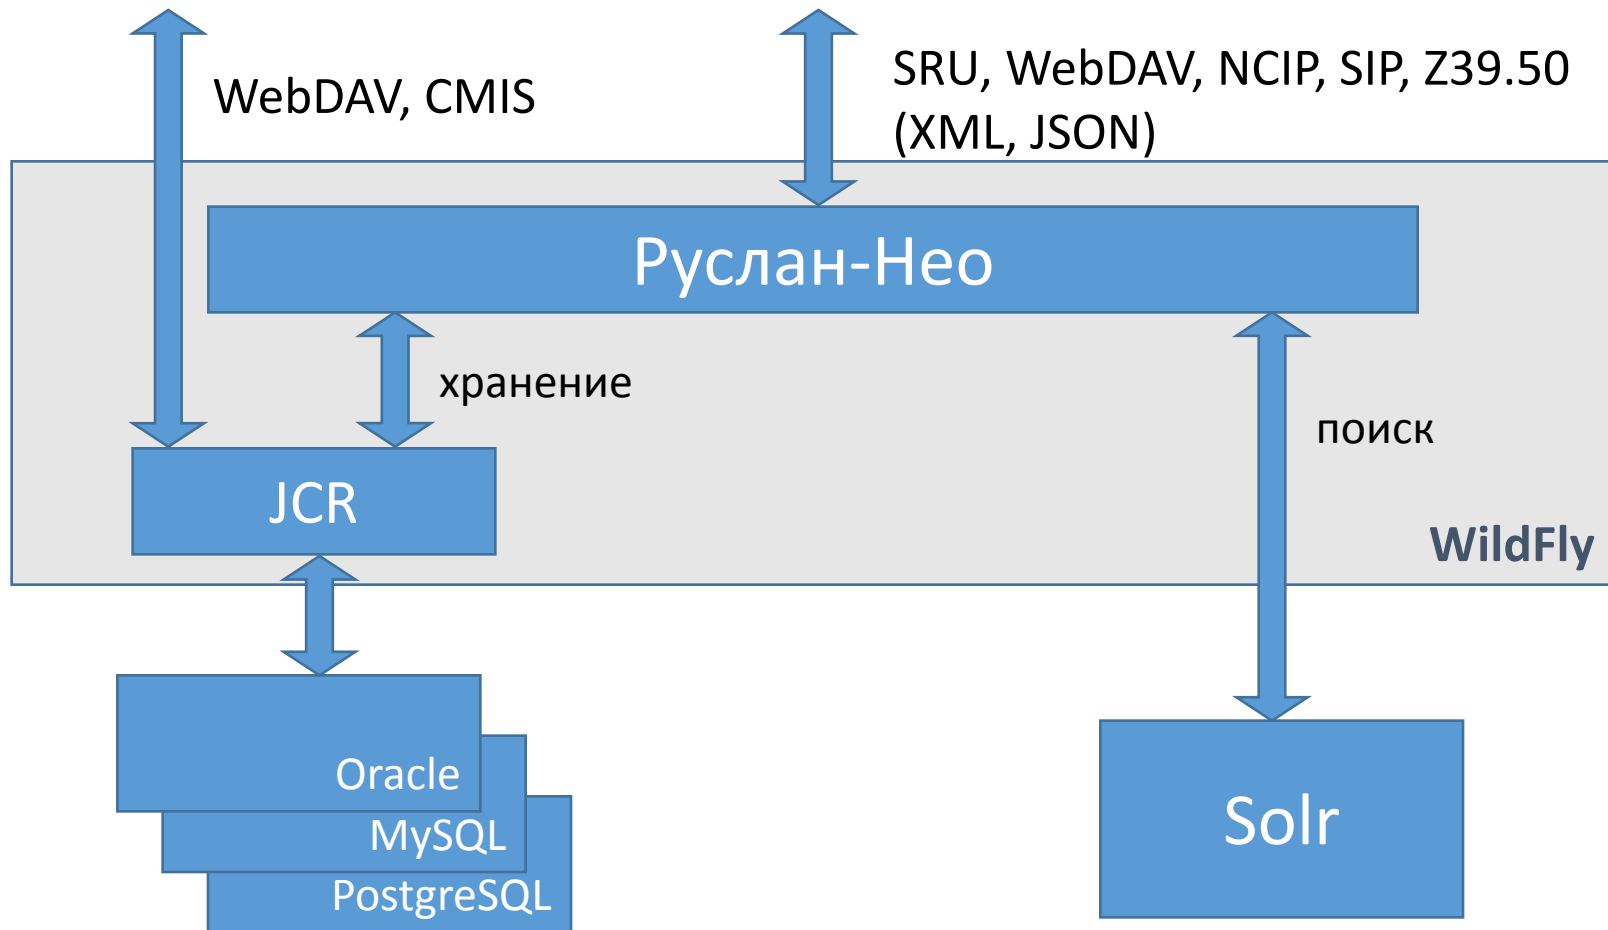 WebDAV, CMIS
SRU, WebDAV, NCIP, SIP, Z39.50
(XML, JSON)
Руслан-Нео
хранение
поиск
JCR
WildFly
Oracle
MySQL
PostgreSQL
Solr